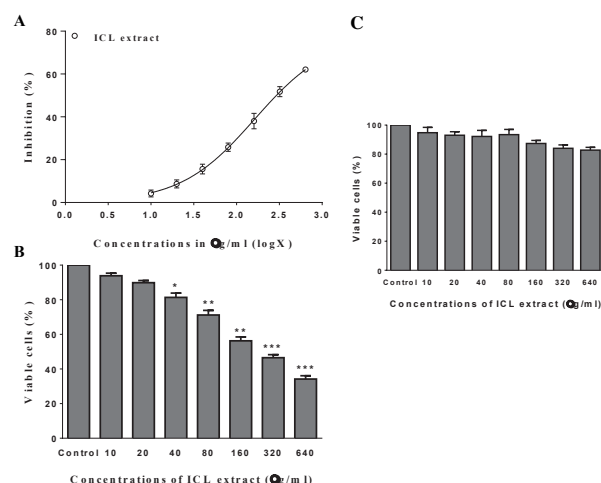 A
ICL extract
Inhibition (%)
80
60
40
20
0
0.0 0.5 1.0 1.5 2.0 2.5 3.0
Concentrations in g/ml (logX)
B
Viable cells (%)
100
80
60
40
20
0
* ** ** *** ***
Control 10 20 40 80 160 320 640
Concentrations of ICL extract (g/ml)
C
Viable cells (%)
100
80
60
40
20
0
Control 10 20 40 80 160 320 640
Concentrations of ICL extract (g/ml)